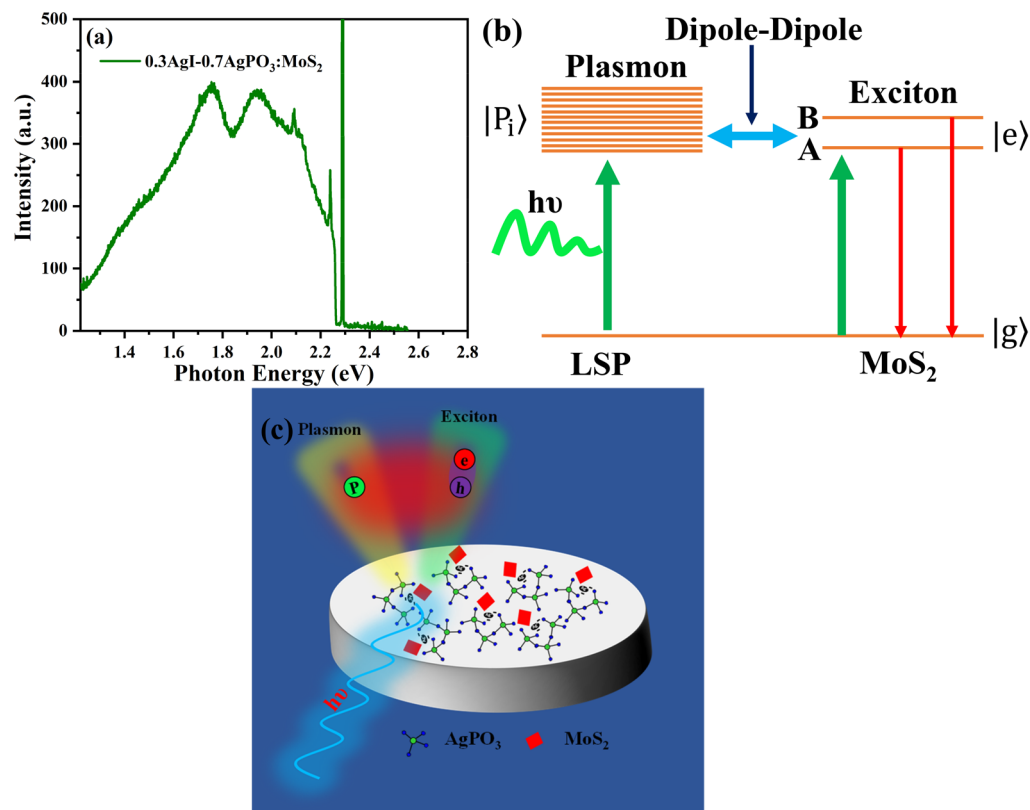 (a)
0.3AgI-0.7AgPO₃:MoS₂
Intensity (a.u.)
500
400
300
200
100
0
1.4 1.6 1.8 2.0 2.2 2.4 2.6 2.8
Photon Energy (eV)
(b)
Dipole-Dipole
Plasmon
Exciton
|Pᵢ⟩
B
A
|e⟩
hυ
|g⟩
LSP
MoS₂
(c)
Plasmon
Exciton
P
e
h
hυ
AgPO₃
MoS₂